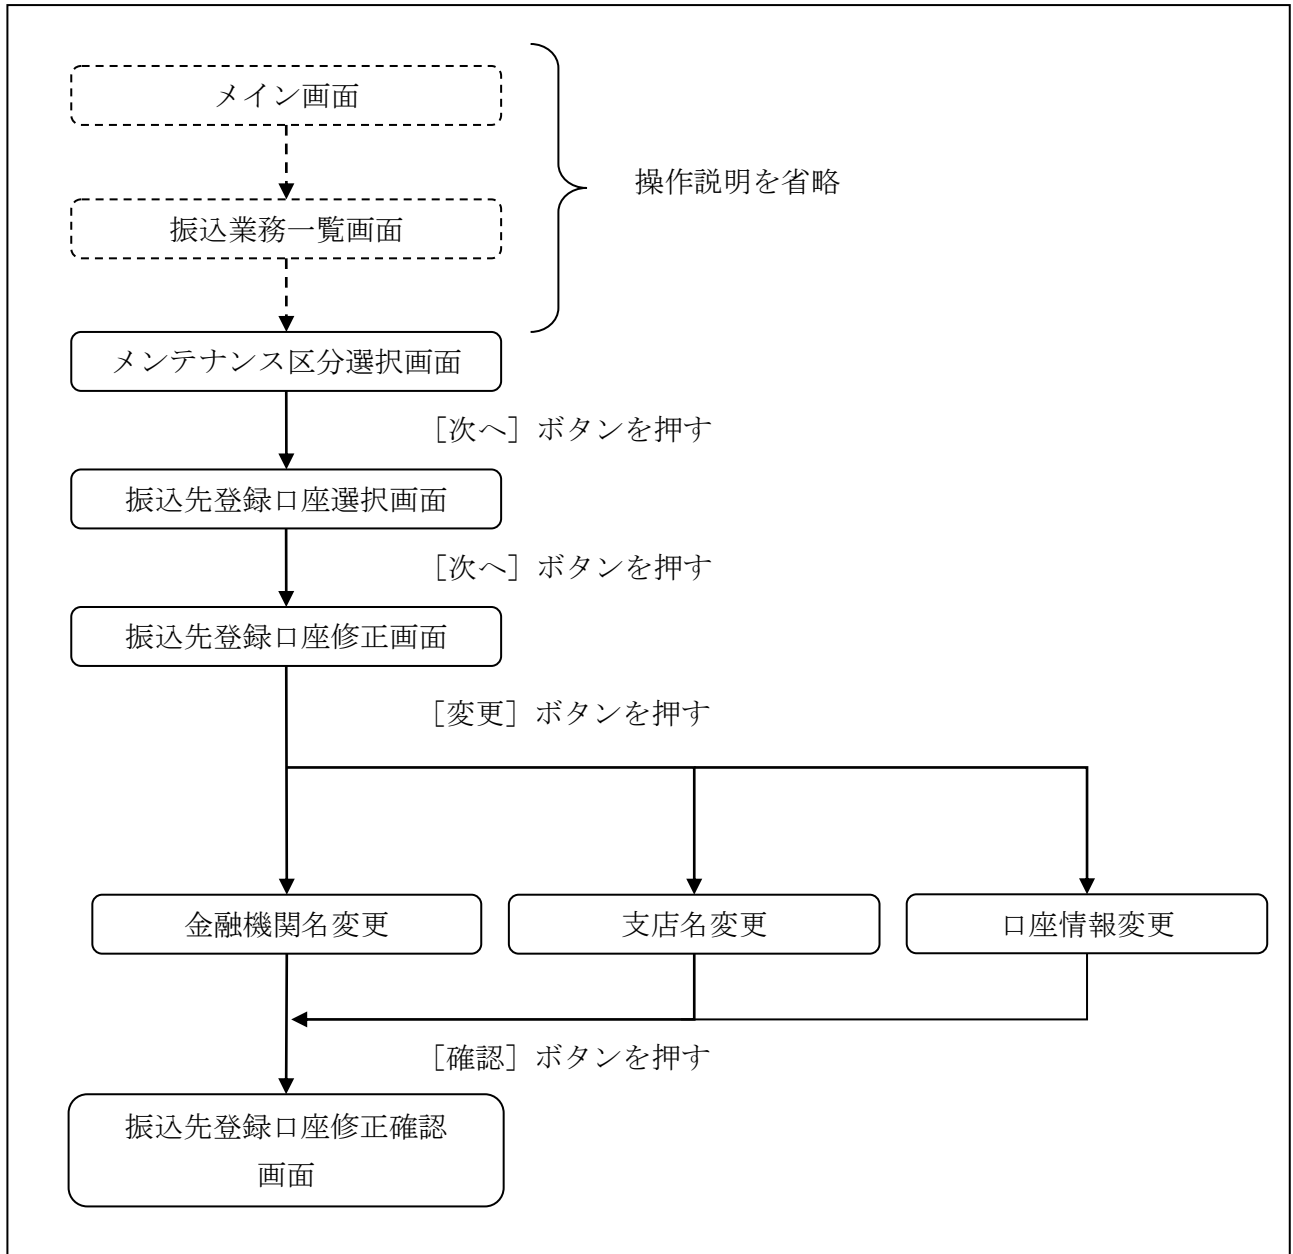 メイン画面
操作説明を省略
振込業務一覧画面
メンテナンス区分選択画面
［次へ］ボタンを押す
振込先登録口座選択画面
［次へ］ボタンを押す
振込先登録口座修正画面
［変更］ボタンを押す
金融機関名変更
支店名変更
口座情報変更
［確認］ボタンを押す
振込先登録口座修正確認
画面